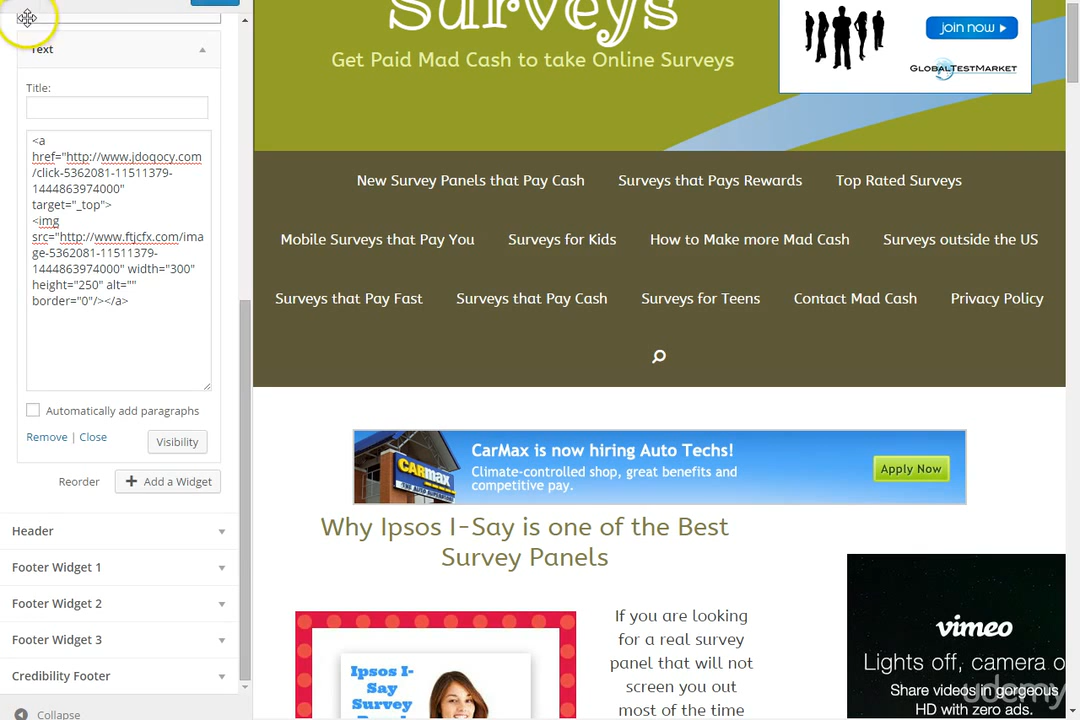 Text
Title:
<a
href="http://www.jdoqocy.com
/click-5362081-11511379-
1444863974000"
target="_top">
<img
src="http://www.ftjcfx.com/ima
ge-5362081-11511379-
1444863974000" width="300"
height="250" alt=""
border="0"/></a>
Automatically add paragraphs
Remove | Close
Visibility
Reorder
Add a Widget
Header
Footer Widget 1
Footer Widget 2
Footer Widget 3
Credibility Footer
Collapse
Surveys
Get Paid Mad Cash to take Online Surveys
join now
GLOBALTESTMARKET
New Survey Panels that Pay Cash
Surveys that Pays Rewards
Top Rated Surveys
Mobile Surveys that Pay You
Surveys for Kids
How to Make more Mad Cash
Surveys outside the US
Surveys that Pay Fast
Surveys that Pay Cash
Surveys for Teens
Contact Mad Cash
Privacy Policy
CARMAX
CarMax is now hiring Auto Techs!
Climate-controlled shop, great benefits and
competitive pay.
Apply Now
Why Ipsos I-Say is one of the Best
Survey Panels
Ipsos I-
Say
Survey
If you are looking
for a real survey
panel that will not
screen you out
most of the time
vimeo
Lights off, camera o
Share videos in gorgeous
HD with zero ads.
udemy